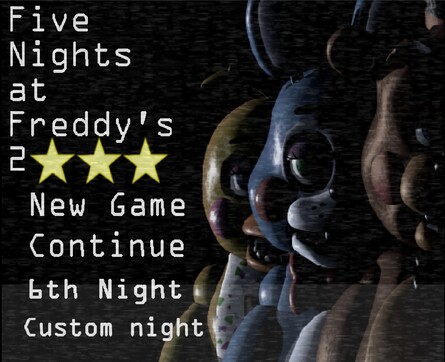 Five
Nights
at
Freddy's
2
New Game
Continue
6th Night
Custom night